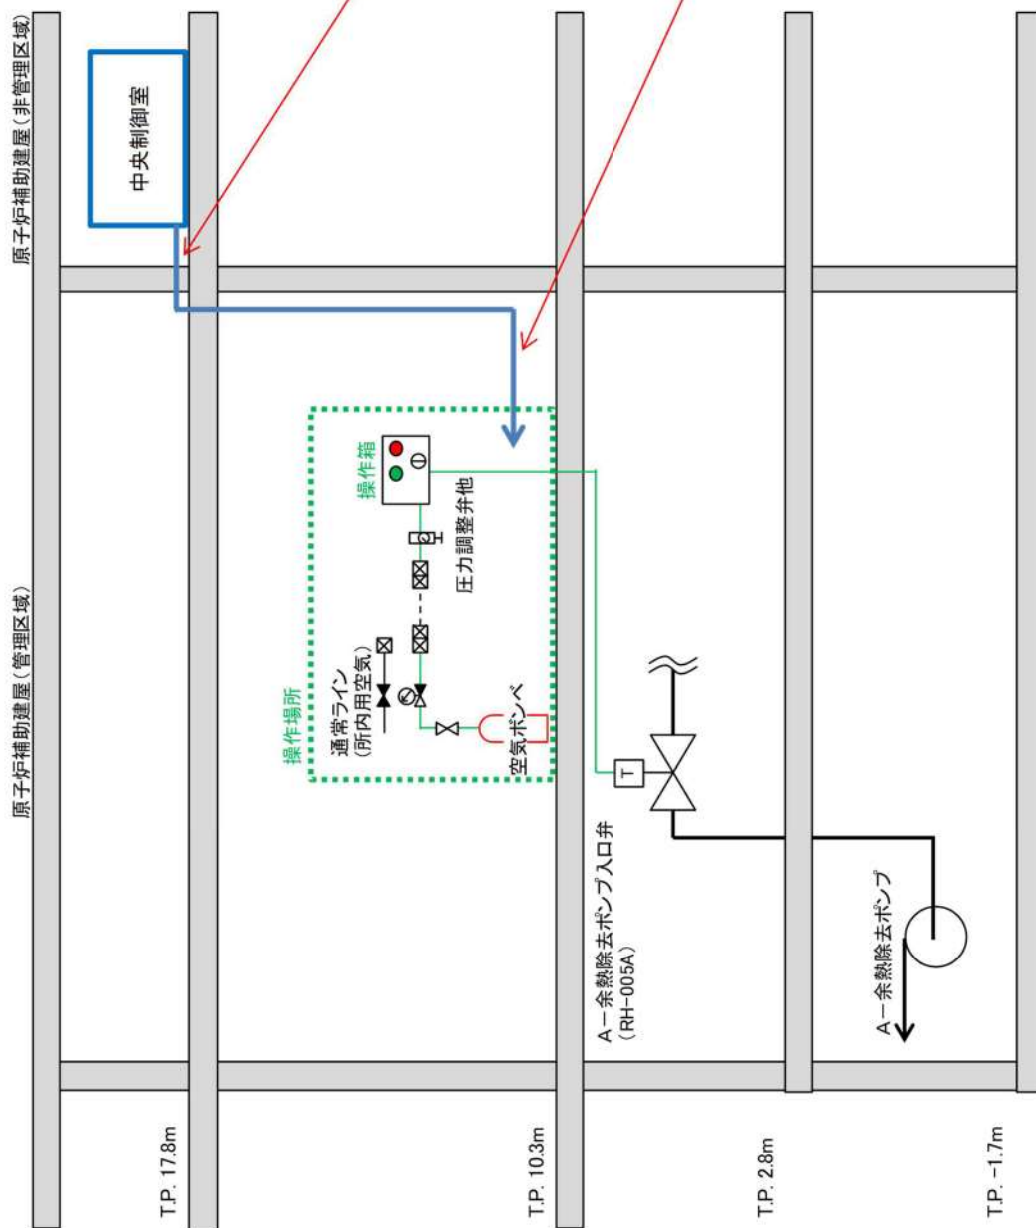 原子炉補助建屋(管理区域)
原子炉補助建屋(非管理区域)
中央制御室
T.P. 17.8m
操作場所
操作箱
通常ライン
(所内用空気)
圧力調整弁他
空気ボンベ
T.P. 10.3m
A-余熱除去ポンプ入口弁
(RH-005A)
T
T.P. 2.8m
A-余熱除去ポンプ
T.P. -1.7m